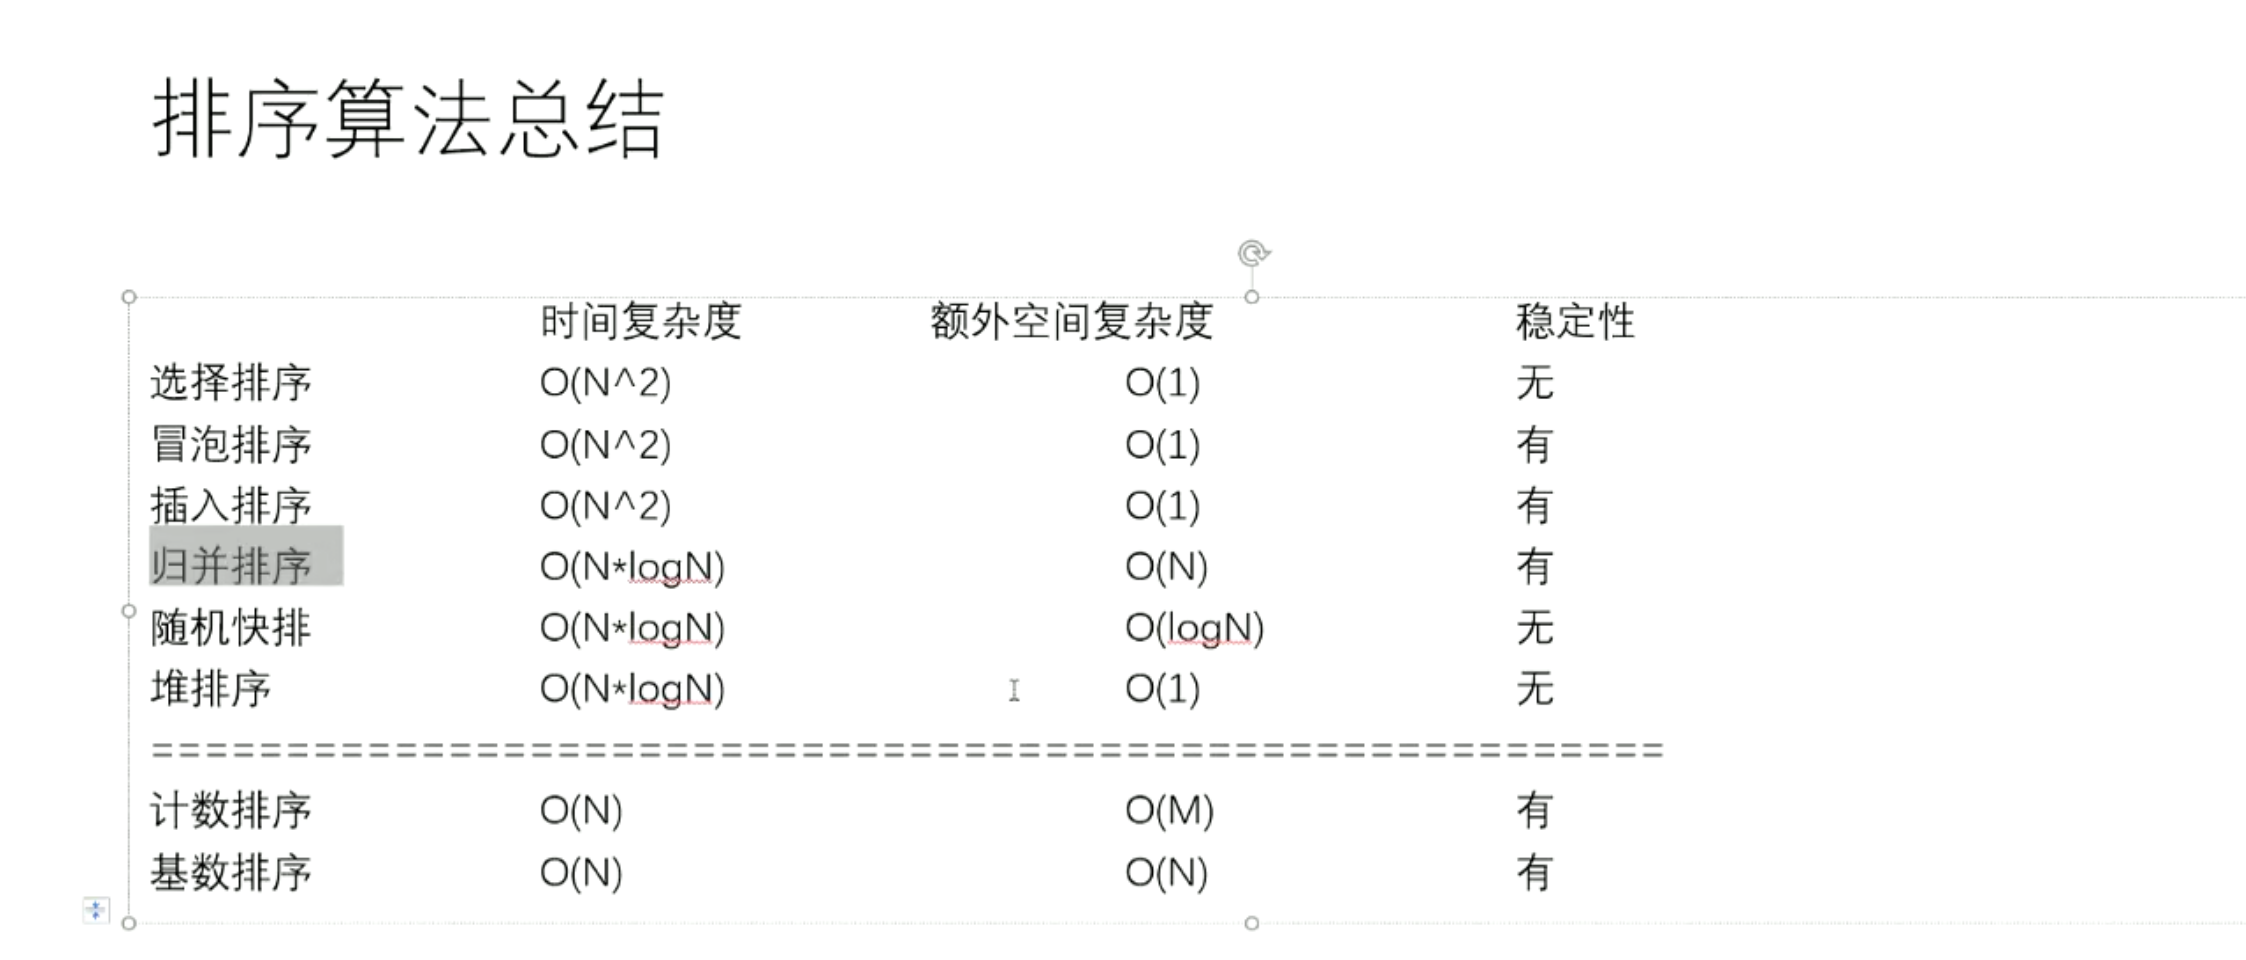 排序算法总结
时间复杂度 额外空间复杂度 稳定性
选择排序 O(N^2) O(1) 无
冒泡排序 O(N^2) O(1) 有
插入排序 O(N^2) O(1) 有
归并排序 O(N*logN) O(N) 有
随机快排 O(N*logN) O(logN) 无
堆排序 O(N*logN) O(1) 无
========================================================
计数排序 O(N) O(M) 有
基数排序 O(N) O(N) 有